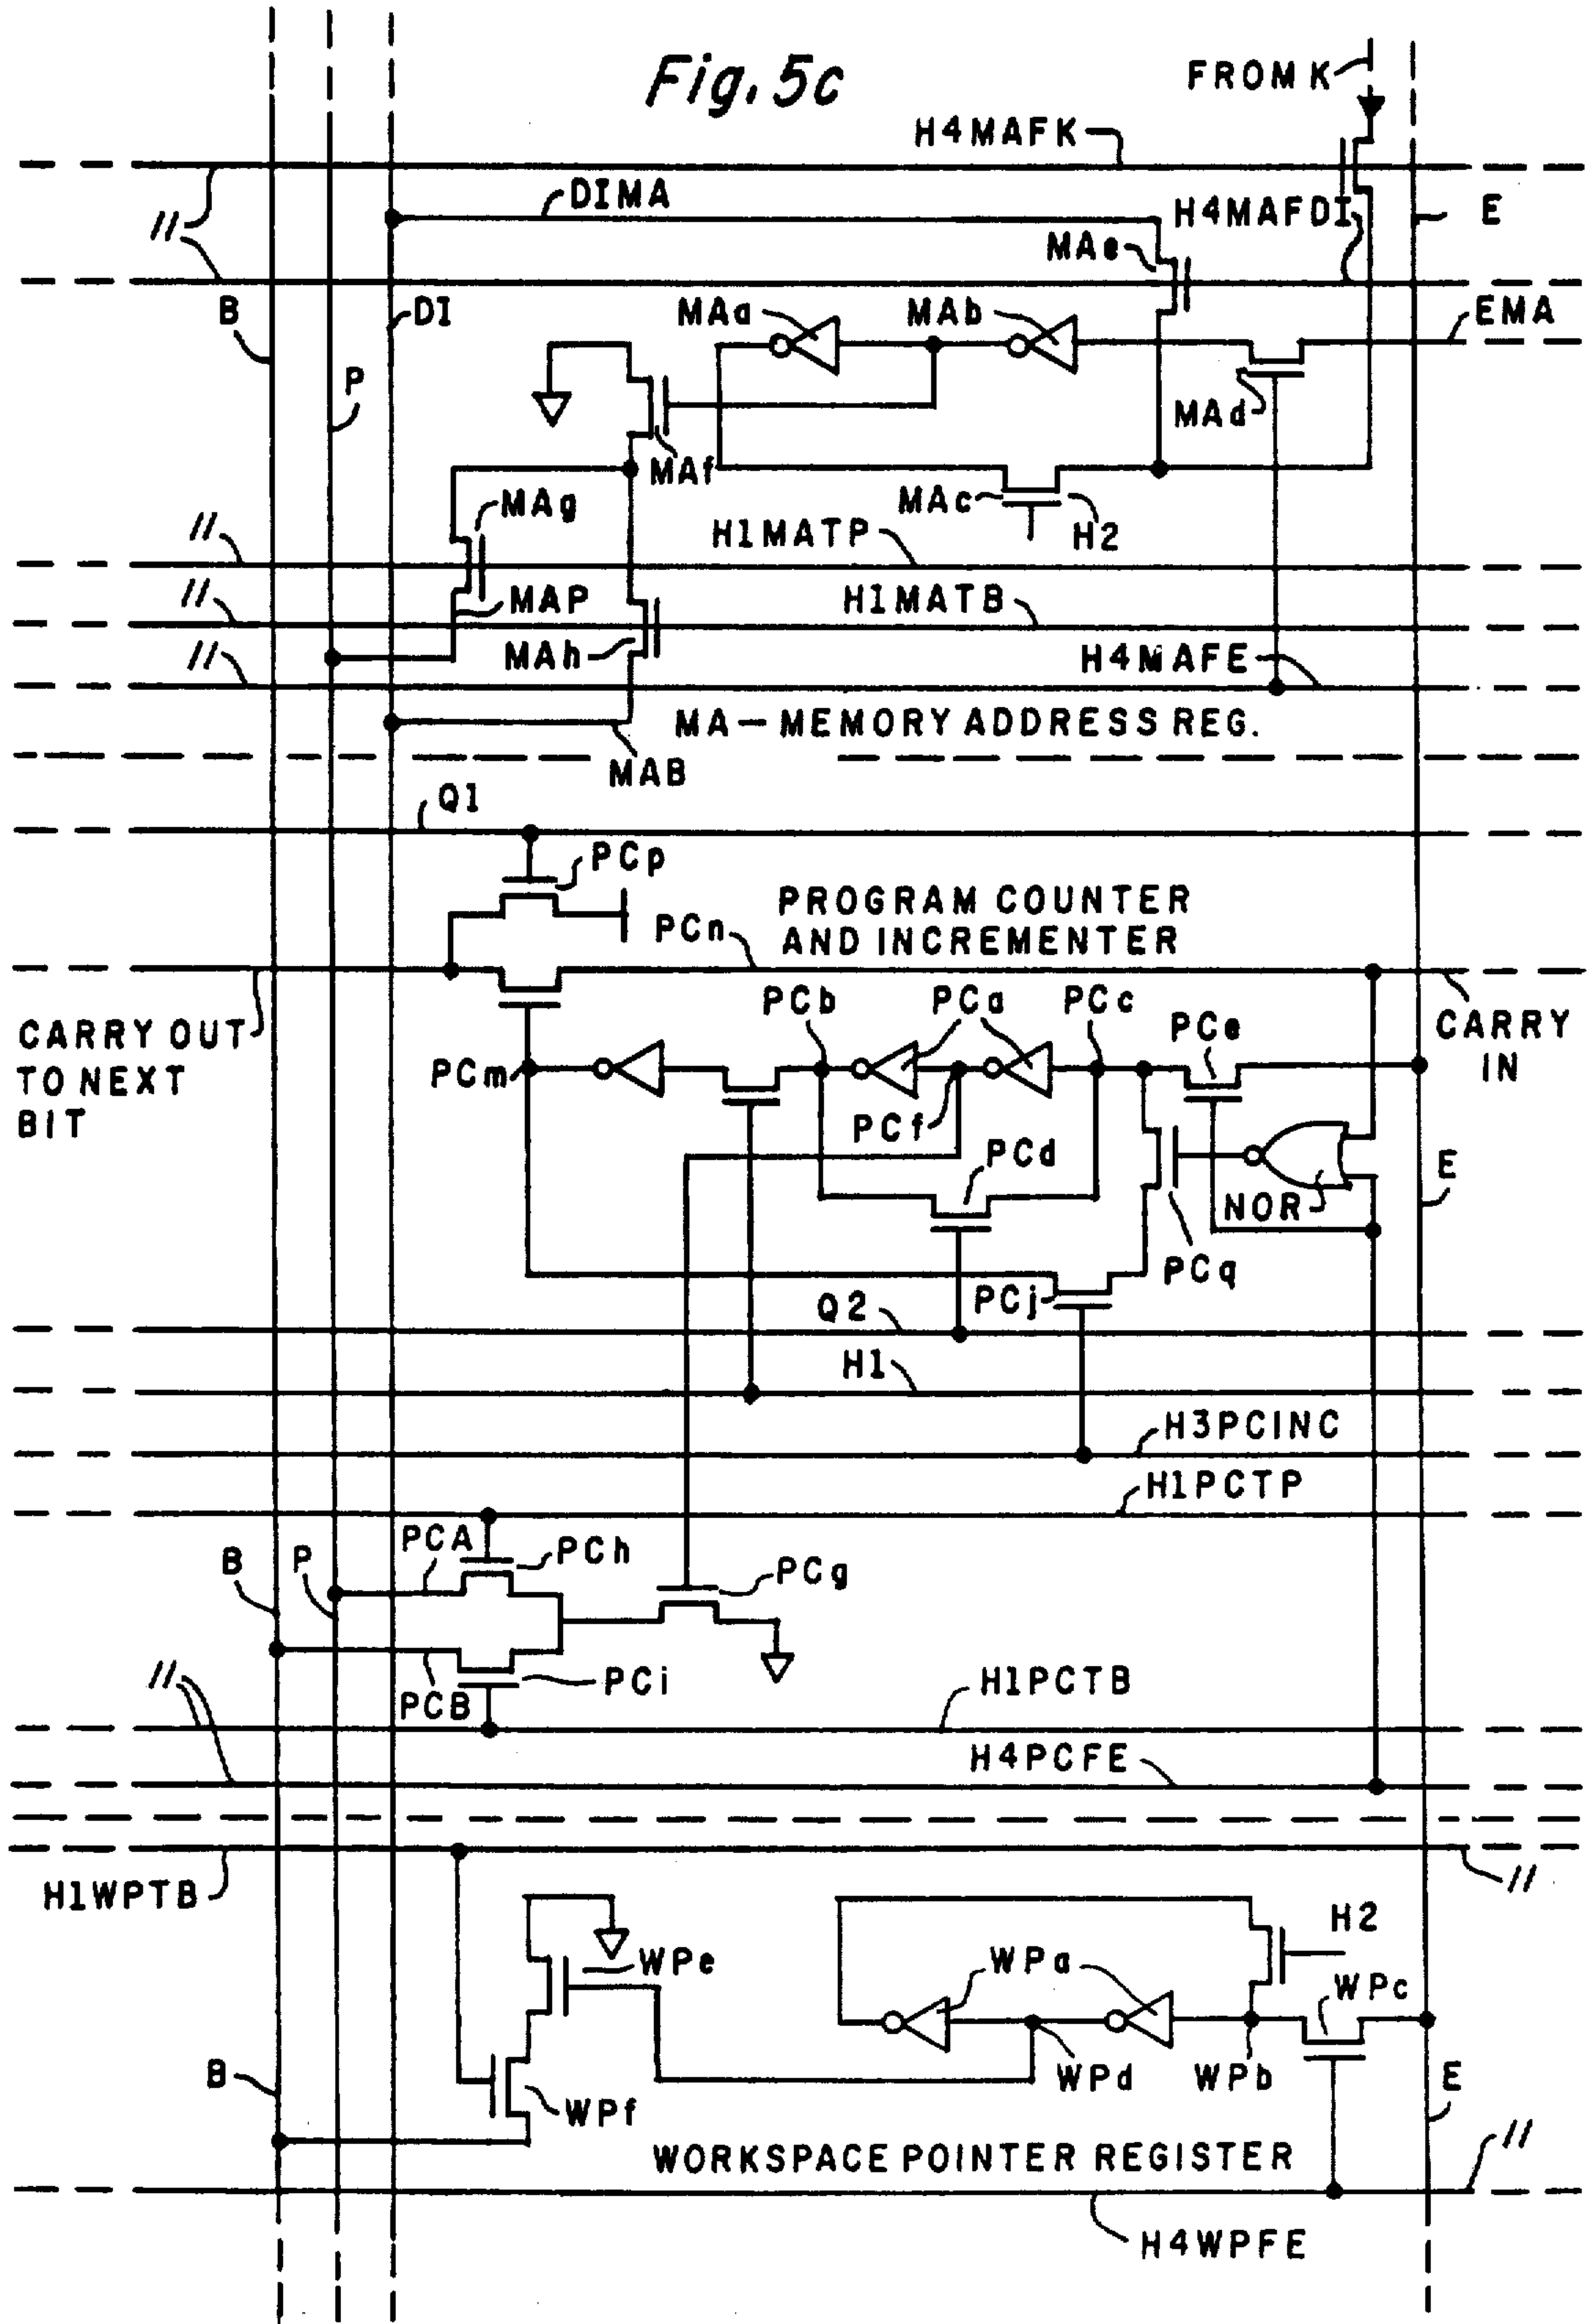 Fig. 5c
FROM K
H4MAFK
DIMA
H4MAFDI
E
//
MAe
B
DI
MAa
MAb
EMA
P
MAd
MAf
MAc
H2
MAg
//
H1MATP
//
MAP
H1MATB
//
MAh
H4MAFE
MA — MEMORY ADDRESS REG.
MAB
Q1
PCp
PROGRAM COUNTER
AND INCREMENTER
PCn
CARRY OUT
TO NEXT
BIT
PCb
PCa
PCc
PCe
CARRY
IN
PCm
PCf
PCd
NOR
E
PCq
PCj
Q2
H1
H3PCINC
H1PCTP
B
P
PCA
PCh
PCg
//
PCB
PCi
H1PCTB
H4PCFE
H1WPTB
//
H2
WPe
WPa
WPc
B
WPd
WPb
E
WPf
WORKSPACE POINTER REGISTER
//
H4WPFE